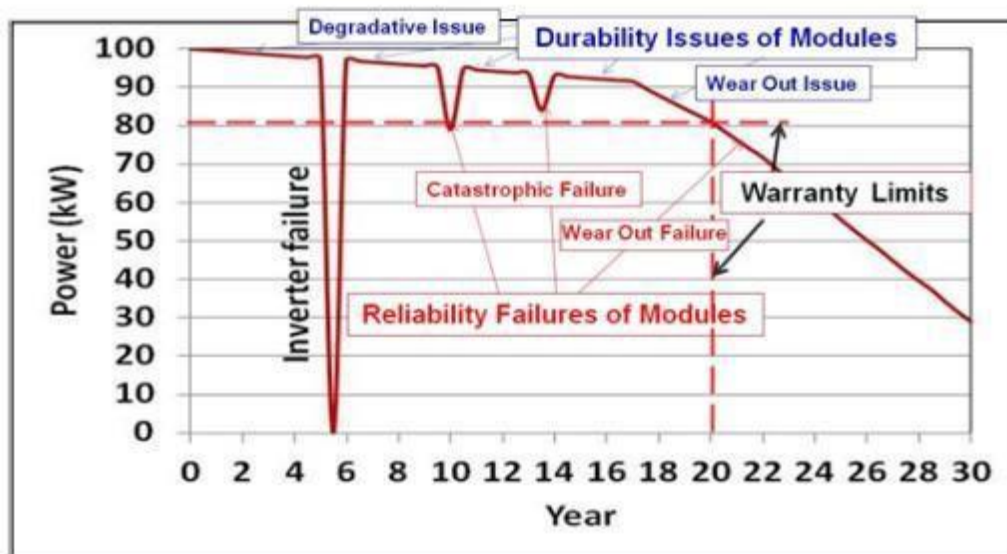 Degradative Issue
Durability Issues of Modules
Wear Out Issue
Catastrophic Failure
Warranty Limits
Wear Out Failure
Reliability Failures of Modules
Inverter failure
Power (kW)
100
90
80
70
60
50
40
30
20
10
0
0 2 4 6 8 10 12 14 16 18 20 22 24 26 28 30
Year